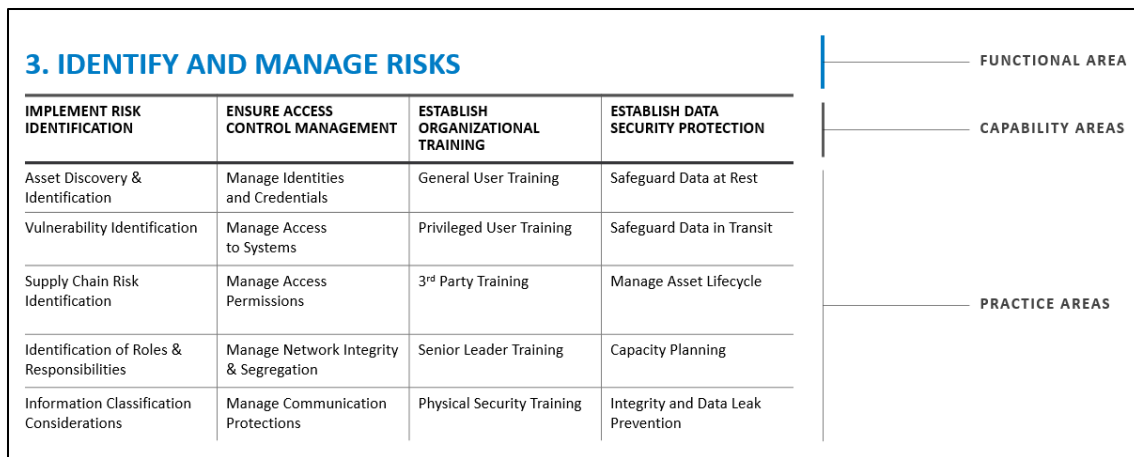 3. IDENTIFY AND MANAGE RISKS
FUNCTIONAL AREA
IMPLEMENT RISK
IDENTIFICATION
ENSURE ACCESS
CONTROL MANAGEMENT
ESTABLISH
ORGANIZATIONAL
TRAINING
ESTABLISH DATA
SECURITY PROTECTION
CAPABILITY AREAS
Asset Discovery &
Identification
Manage Identities
and Credentials
General User Training
Safeguard Data at Rest
Vulnerability Identification
Manage Access
to Systems
Privileged User Training
Safeguard Data in Transit
Supply Chain Risk
Identification
Manage Access
Permissions
3rd Party Training
Manage Asset Lifecycle
PRACTICE AREAS
Identification of Roles &
Responsibilities
Manage Network Integrity
& Segregation
Senior Leader Training
Capacity Planning
Information Classification
Considerations
Manage Communication
Protections
Physical Security Training
Integrity and Data Leak
Prevention